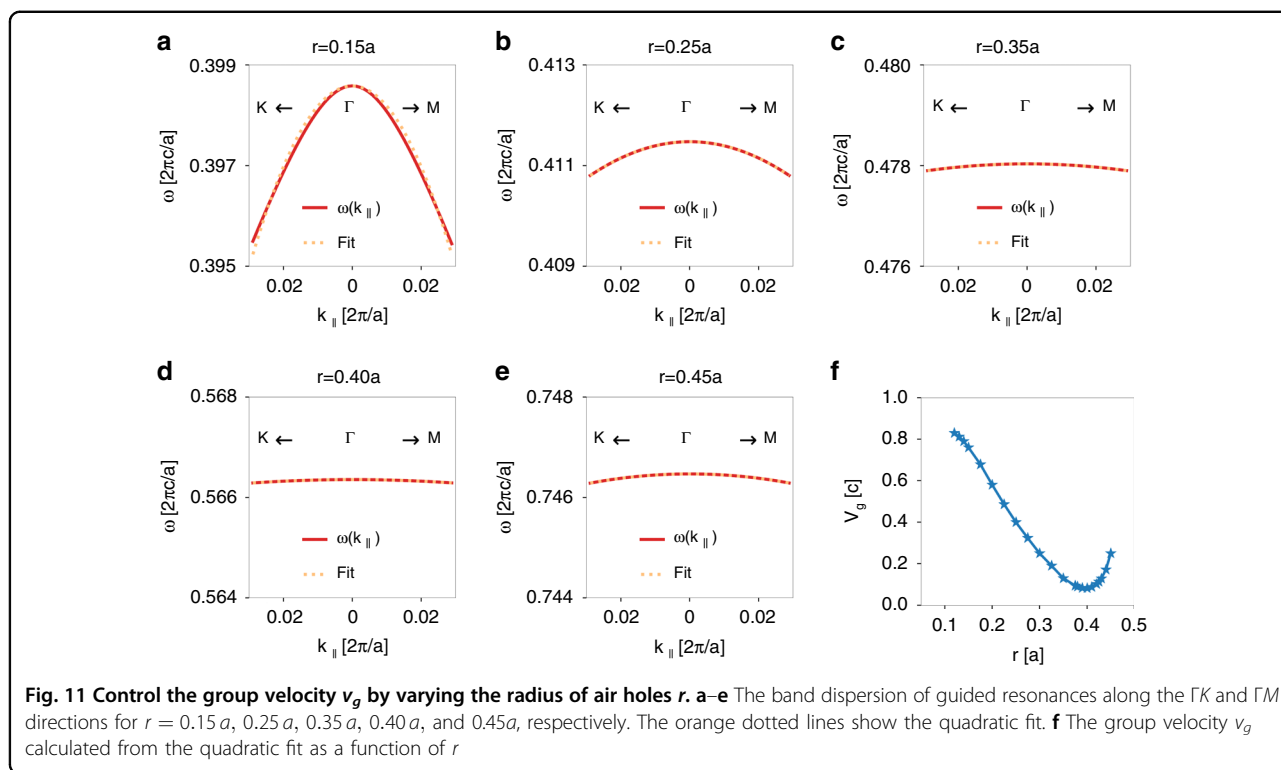 a
r=0.15a
0.399
0.397
0.395
ω [2πc/a]
K ← Γ → M
ω(k∥)
Fit
0.02 0 0.02
k∥ [2π/a]
b
r=0.25a
0.413
0.411
0.409
ω [2πc/a]
K ← Γ → M
ω(k∥)
Fit
0.02 0 0.02
k∥ [2π/a]
c
r=0.35a
0.480
0.478
0.476
ω [2πc/a]
K ← Γ → M
ω(k∥)
Fit
0.02 0 0.02
k∥ [2π/a]
d
r=0.40a
0.568
0.566
0.564
ω [2πc/a]
K ← Γ → M
ω(k∥)
Fit
0.02 0 0.02
k∥ [2π/a]
e
r=0.45a
0.748
0.746
0.744
ω [2πc/a]
K ← Γ → M
ω(k∥)
Fit
0.02 0 0.02
k∥ [2π/a]
f
1.0
0.8
0.6
0.4
0.2
0.0
Vg [c]
0.1 0.2 0.3 0.4 0.5
r [a]
Fig. 11 Control the group velocity vg by varying the radius of air holes r. a–e The band dispersion of guided resonances along the ΓK and ΓM
directions for r = 0.15 a, 0.25 a, 0.35 a, 0.40 a, and 0.45a, respectively. The orange dotted lines show the quadratic fit. f The group velocity vg
calculated from the quadratic fit as a function of r